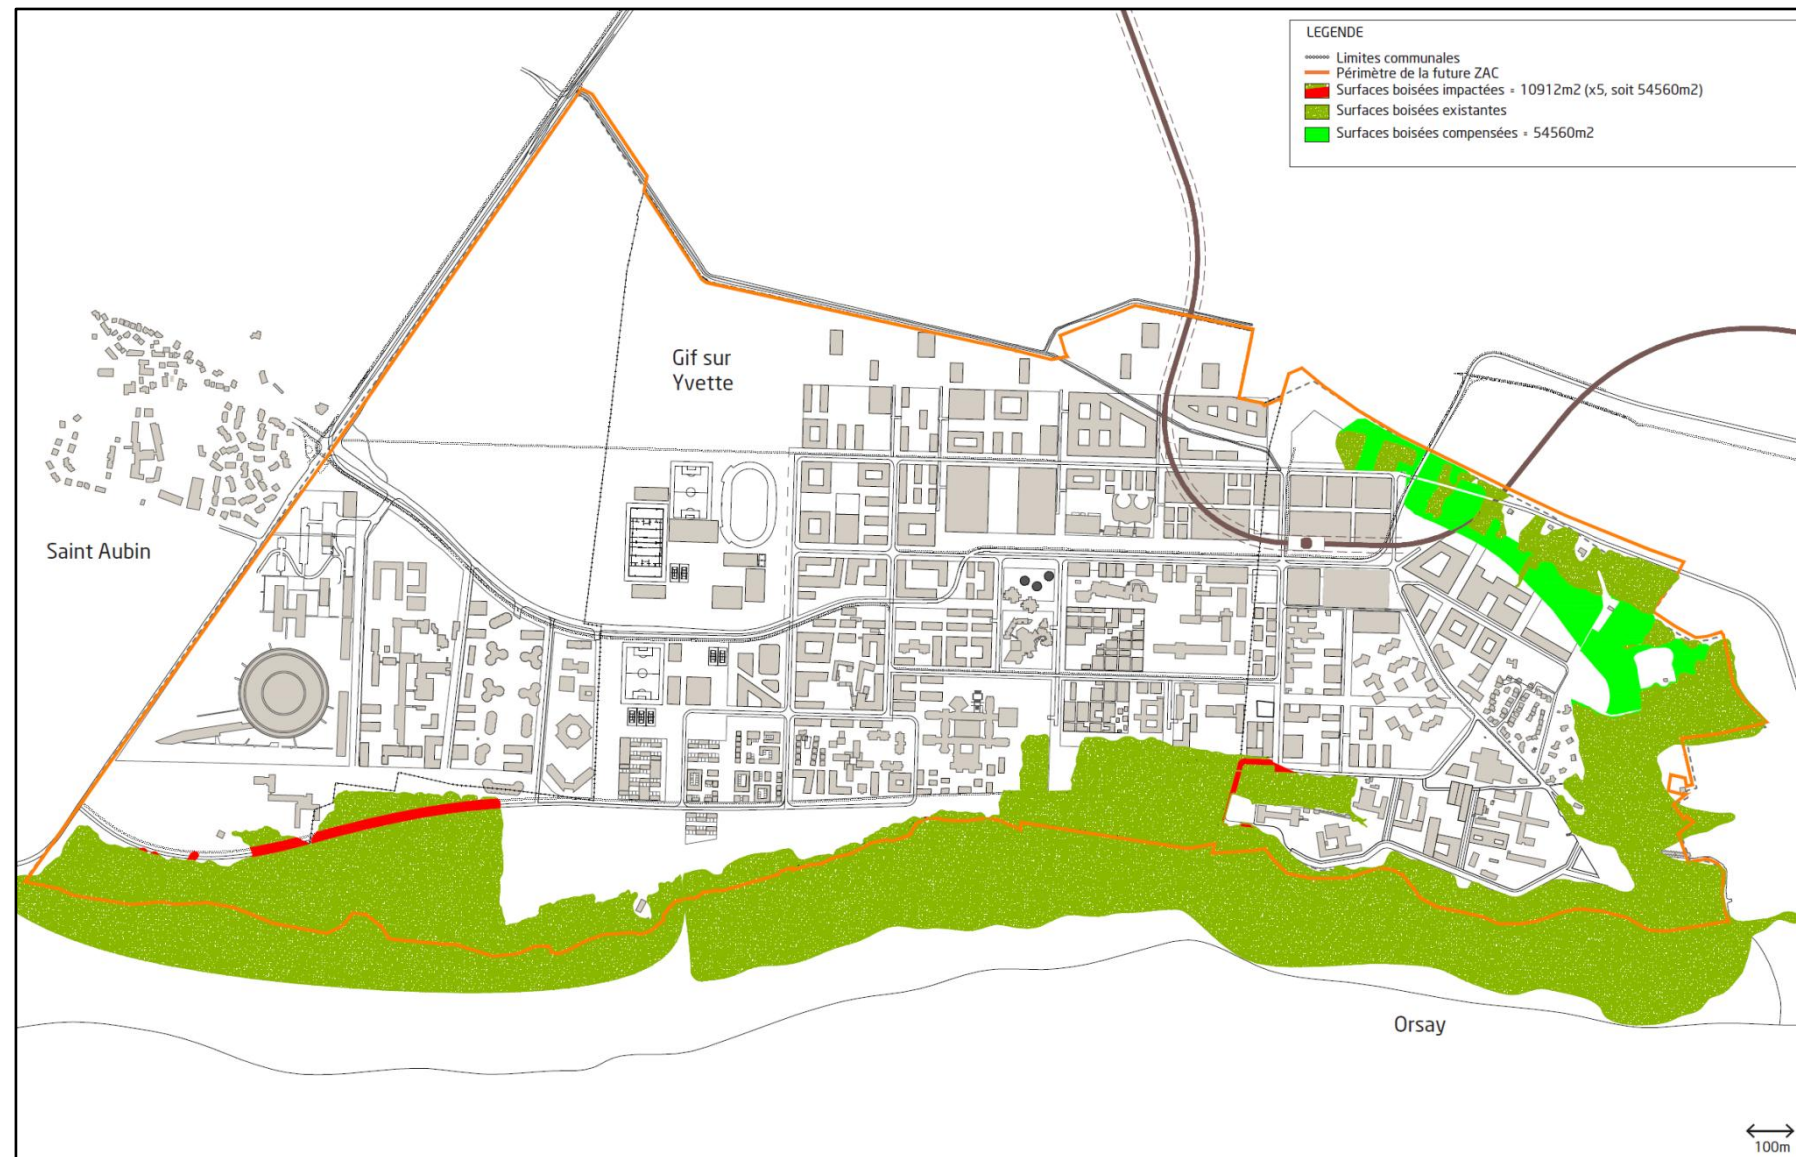 LEGENDE
Limites communales
Périmètre de la future ZAC
Surfaces boisées impactées = 10912m2 (x5, soit 54560m2)
Surfaces boisées existantes
Surfaces boisées compensées = 54560m2
Gif sur
Yvette
Saint Aubin
Orsay
100m